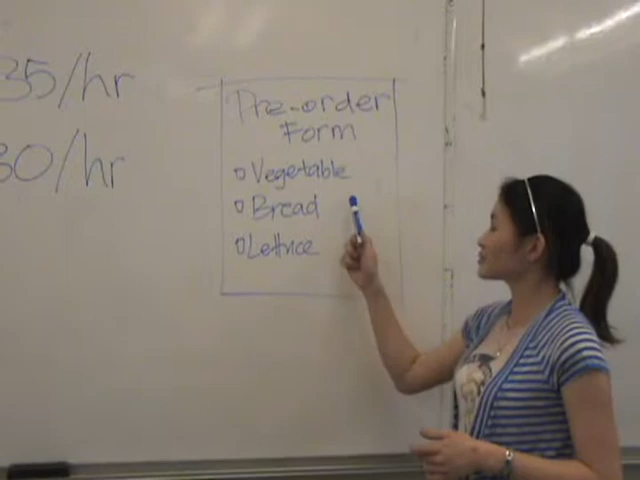 35/hr
30/hr
Pre-order
Form
Vegetable
Bread
Lettuce